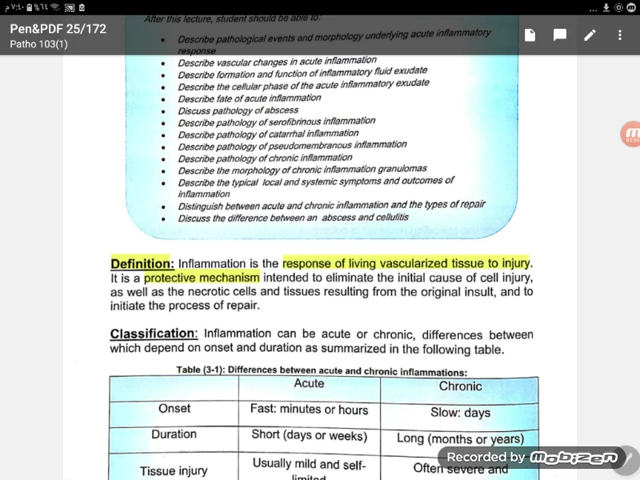 Pen&PDF 25/172
Patho 103(1)
After this lecture, student should be able to:
• Describe pathological events and morphology underlying acute inflammatory
response
• Describe vascular changes in acute inflammation
• Describe formation and function of inflammatory fluid exudate
• Describe the cellular phase of the acute inflammatory exudate
• Describe fate of acute inflammation
• Discuss pathology of abscess
• Describe pathology of serofibrinous inflammation
• Describe pathology of catarrhal inflammation
• Describe pathology of pseudomembranous inflammation
• Describe pathology of chronic inflammation
• Describe the morphology of chronic inflammation granulomas
• Describe the typical local and systemic symptoms and outcomes of
inflammation
• Distinguish between acute and chronic inflammation and the types of repair
• Discuss the difference between an abscess and cellulitis
Definition: Inflammation is the response of living vascularized tissue to injury.
It is a protective mechanism intended to eliminate the initial cause of cell injury,
as well as the necrotic cells and tissues resulting from the original insult, and to
initiate the process of repair.
Classification: Inflammation can be acute or chronic, differences between
which depend on onset and duration as summarized in the following table.
Table (3-1): Differences between acute and chronic inflammations:
Acute Chronic
Onset Fast: minutes or hours Slow: days
Duration Short (days or weeks) Long (months or years)
Tissue injury Usually mild and self-
limited Often severe and
Recorded by Mobizen